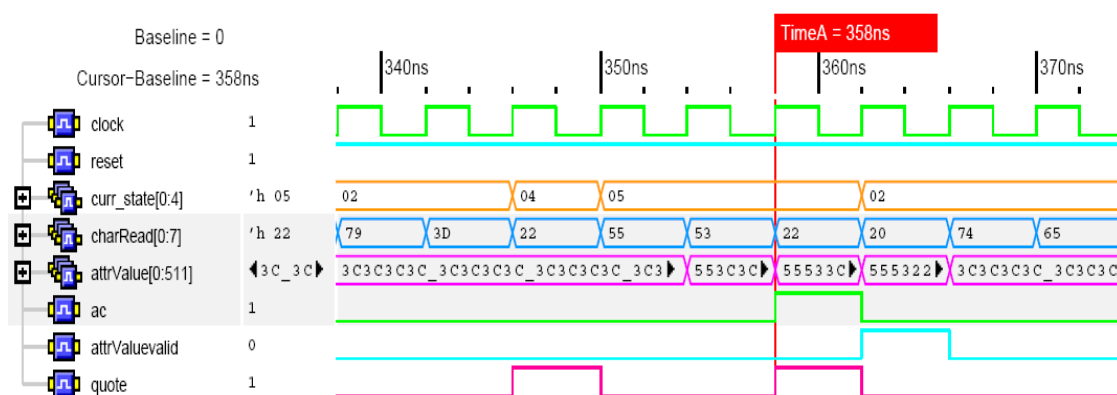 Baseline = 0
TimeA = 358ns
Cursor-Baseline = 358ns
340ns 350ns 360ns 370ns
clock 1
reset 1
curr_state[0:4] 'h 05 02 04 05 02
charRead[0:7] 'h 22 79 3D 22 55 53 22 20 74 65
attrValue[0:511] 3C_3C 3C3C3C3C_3C3C3C3C_3C3C3C3C_3C3 553C3C 55533C 555322 3C3C3C3C_3C3C3C
ac 1
attrValuevalid 0
quote 1